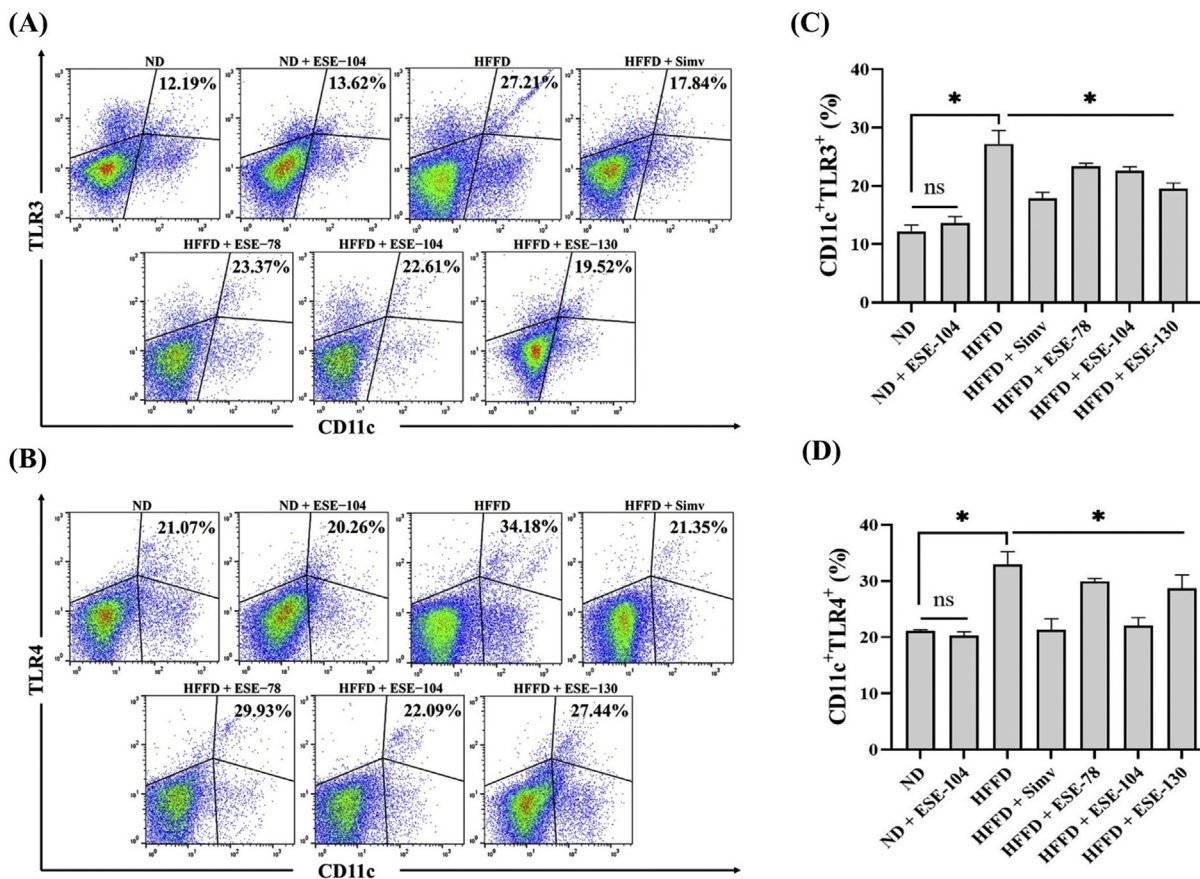 (A)
ND
12.19%
ND + ESE-104
13.62%
HFFD
27.21%
HFFD + Simv
17.84%
HFFD + ESE-78
23.37%
HFFD + ESE-104
22.61%
HFFD + ESE-130
19.52%
TLR3
CD11c
(B)
ND
21.07%
ND + ESE-104
20.26%
HFFD
34.18%
HFFD + Simv
21.35%
HFFD + ESE-78
29.93%
HFFD + ESE-104
22.09%
HFFD + ESE-130
27.44%
TLR4
CD11c
(C)
CD11c+TLR3+ (%)
40
30
20
10
0
*
*
ns
ND
ND + ESE-104
HFFD
HFFD + Simv
HFFD + ESE-78
HFFD + ESE-104
HFFD + ESE-130
(D)
CD11c+TLR4+ (%)
40
30
20
10
0
*
*
ns
ND
ND + ESE-104
HFFD
HFFD + Simv
HFFD + ESE-78
HFFD + ESE-104
HFFD + ESE-130